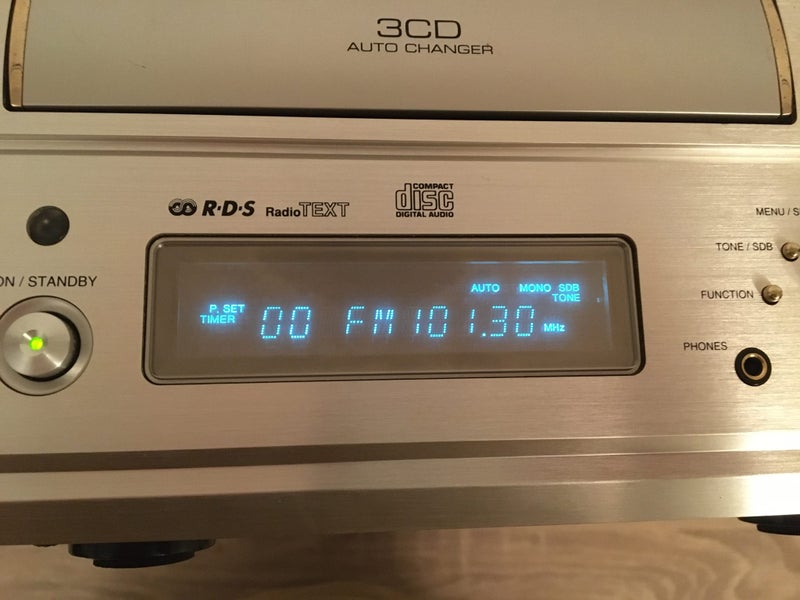 3CD
AUTO CHANGER
R·D·S RadioTEXT
COMPACT
disc
DIGITAL AUDIO
MENU / S
TONE / SDB
FUNCTION
PHONES
ON / STANDBY
AUTO MONO SDB
TONE
P. SET
TIMER
00 FM 101.30 MHz